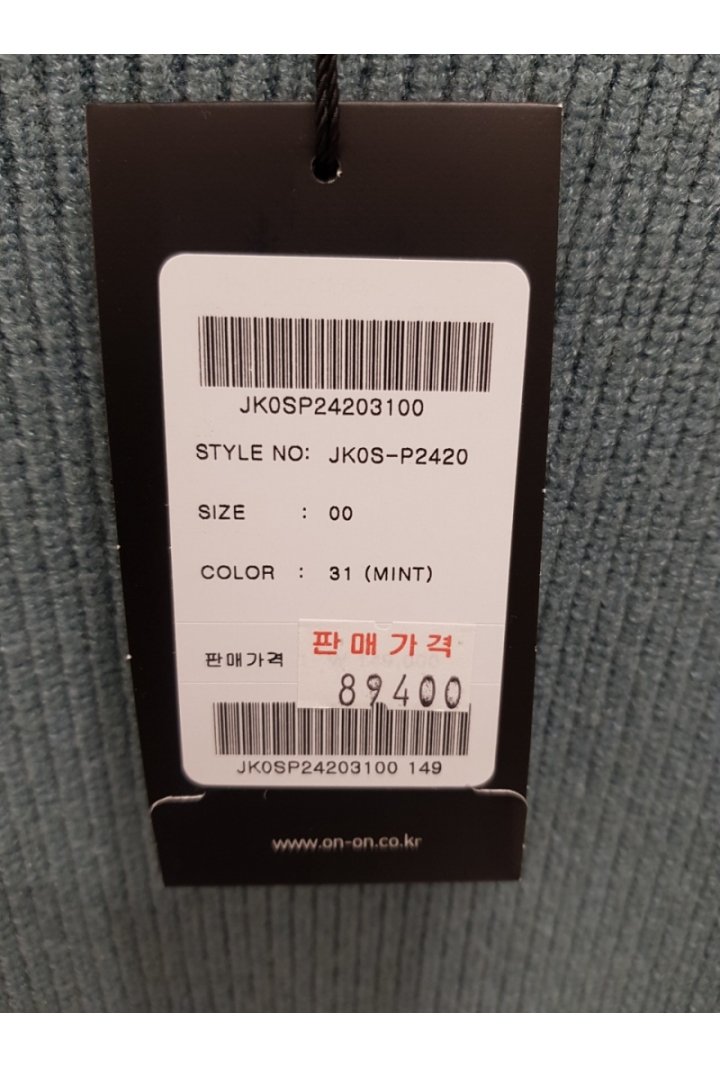 JK0SP24203100
STYLE NO: JK0S-P2420
SIZE : 00
COLOR : 31 (MINT)
판매가격
판매가격
89400
JK0SP24203100 149
www.on-on.co.kr